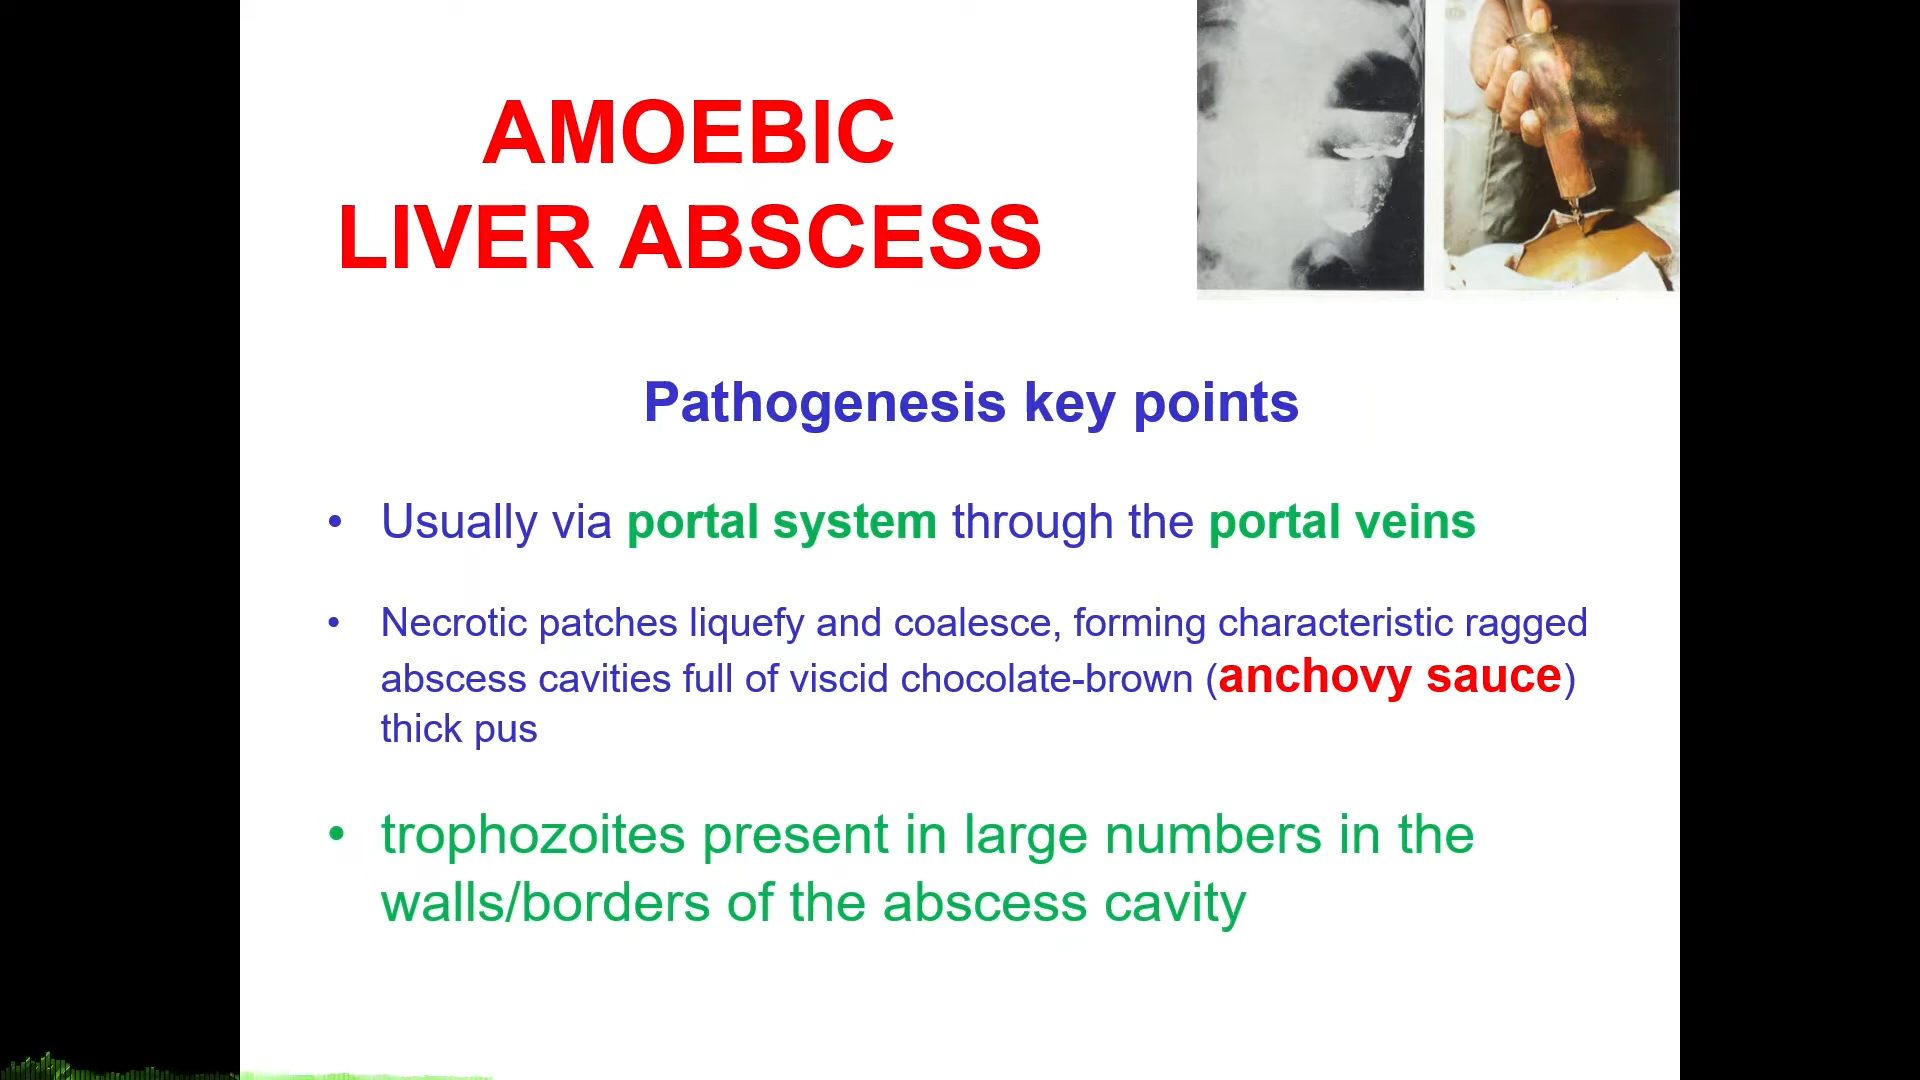 AMOEBIC
LIVER ABSCESS
Pathogenesis key points
• Usually via portal system through the portal veins
• Necrotic patches liquefy and coalesce, forming characteristic ragged
abscess cavities full of viscid chocolate-brown (anchovy sauce)
thick pus
• trophozoites present in large numbers in the
walls/borders of the abscess cavity